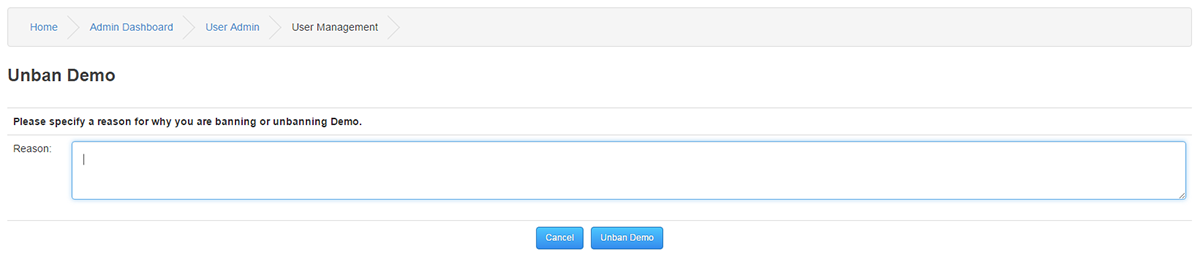 Home Admin Dashboard User Admin User Management
Unban Demo
Please specify a reason for why you are banning or unbanning Demo.
Reason:
Cancel Unban Demo